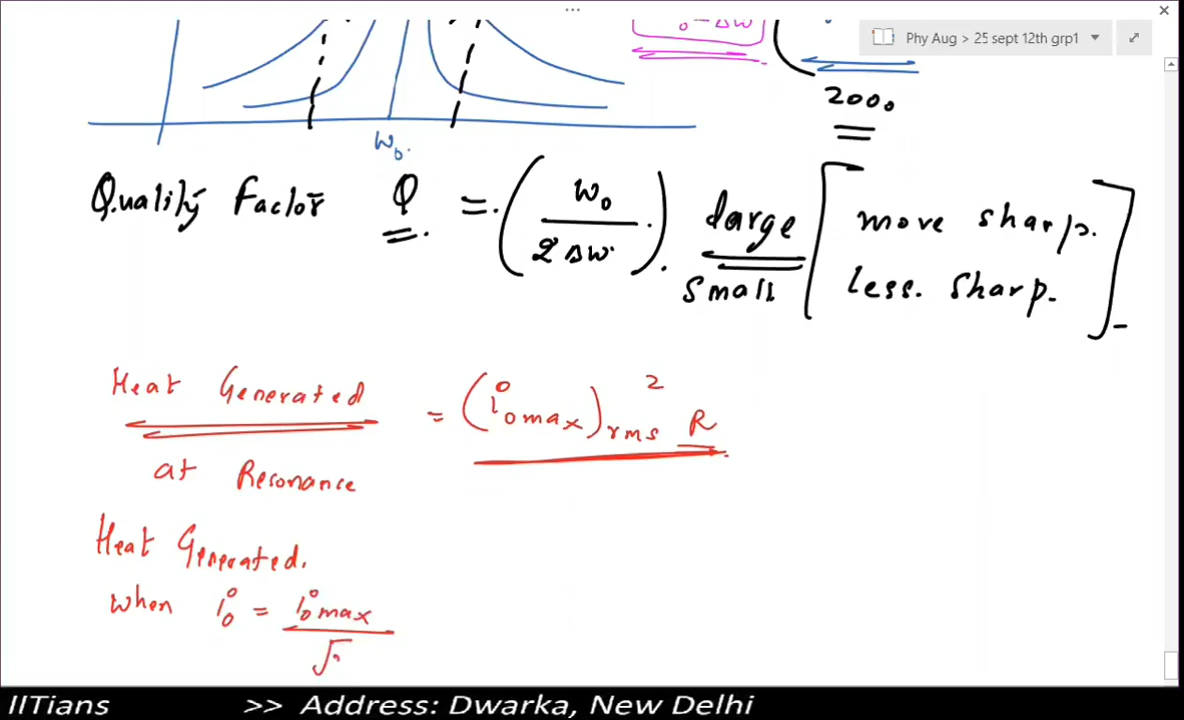 Phy Aug > 25 sept 12th grp1
2000
ω₀
Quality Factor Q = (ω₀ / 2Δω). Large [more sharp.
Small less. sharp.]
Heat Generated = (i₀max)rms² R
at Resonance
Heat Generated.
When i₀ = i₀max / √
IITians >> Address: Dwarka, New Delhi